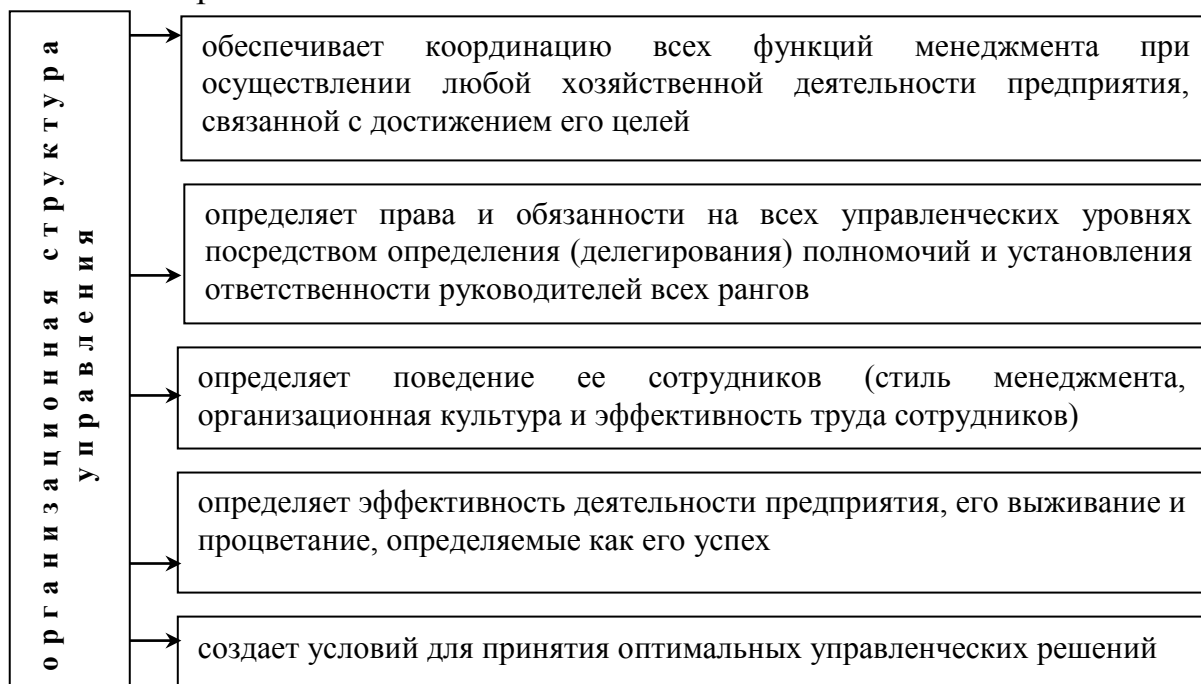 организационная структура
управления
обеспечивает координацию всех функций менеджмента при
осуществлении любой хозяйственной деятельности предприятия,
связанной с достижением его целей
определяет права и обязанности на всех управленческих уровнях
посредством определения (делегирования) полномочий и установления
ответственности руководителей всех рангов
определяет поведение ее сотрудников (стиль менеджмента,
организационная культура и эффективность труда сотрудников)
определяет эффективность деятельности предприятия, его выживание и
процветание, определяемые как его успех
создает условий для принятия оптимальных управленческих решений